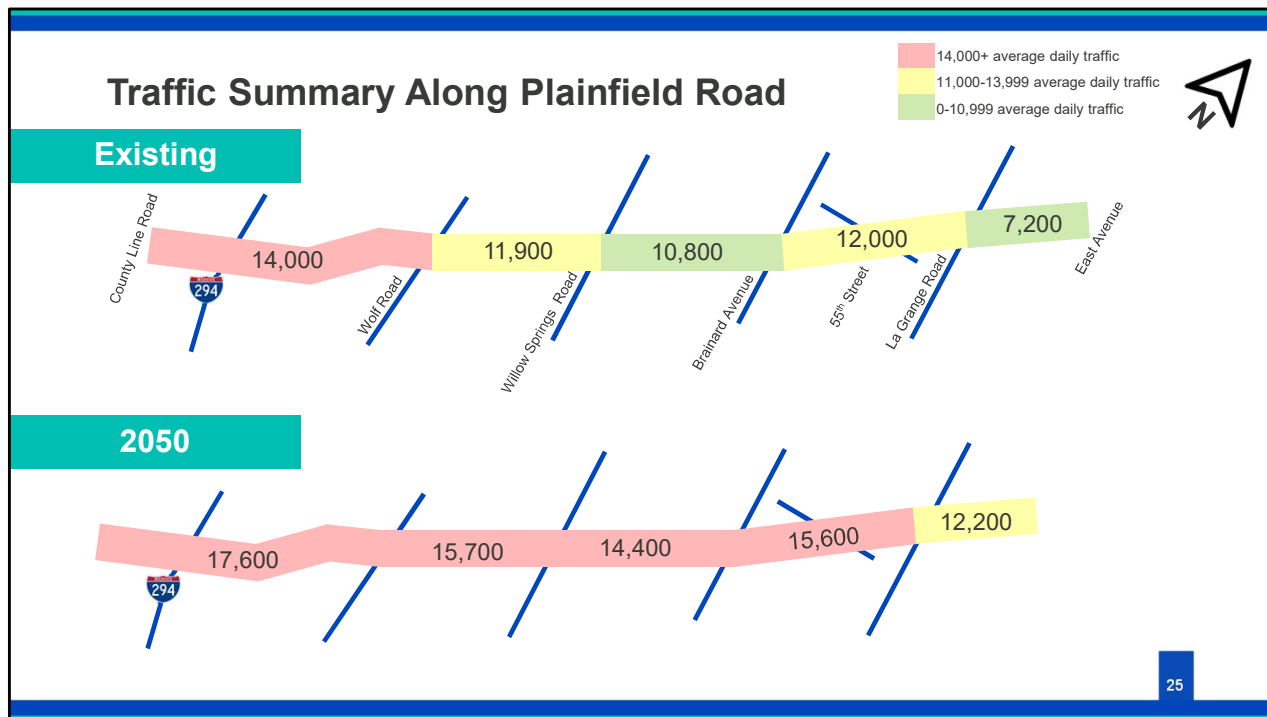 Traffic Summary Along Plainfield Road
14,000+ average daily traffic
11,000-13,999 average daily traffic
0-10,999 average daily traffic
N
Existing
County Line Road
294
14,000
Wolf Road
11,900
Willow Springs Road
10,800
Brainard Avenue
12,000
55th Street
La Grange Road
7,200
East Avenue
2050
294
17,600
15,700
14,400
15,600
12,200
25